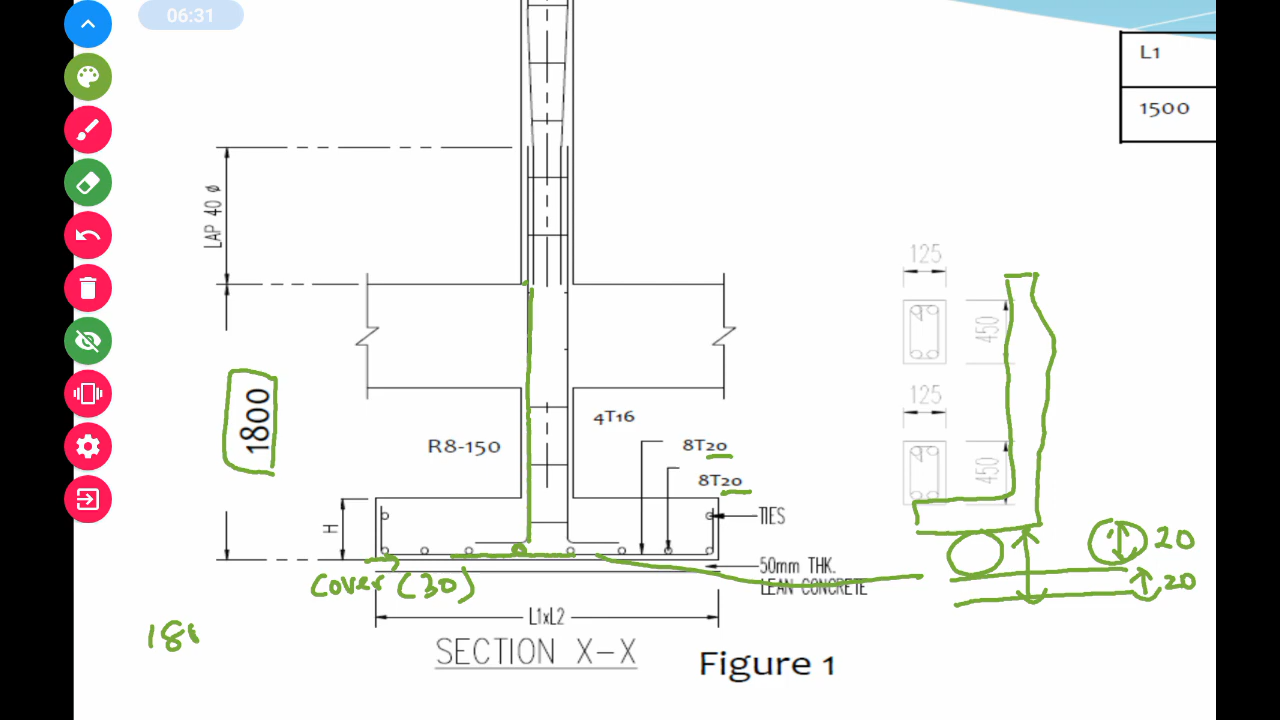 06:31
L1
1500
LAP 40 ø
125
450
1800
4T16
R8-150
8T20
8T20
125
450
H
TIES
20
50mm THK.
LEAN CONCRETE
cover (30)
20
L1xL2
180
SECTION X-X
Figure 1